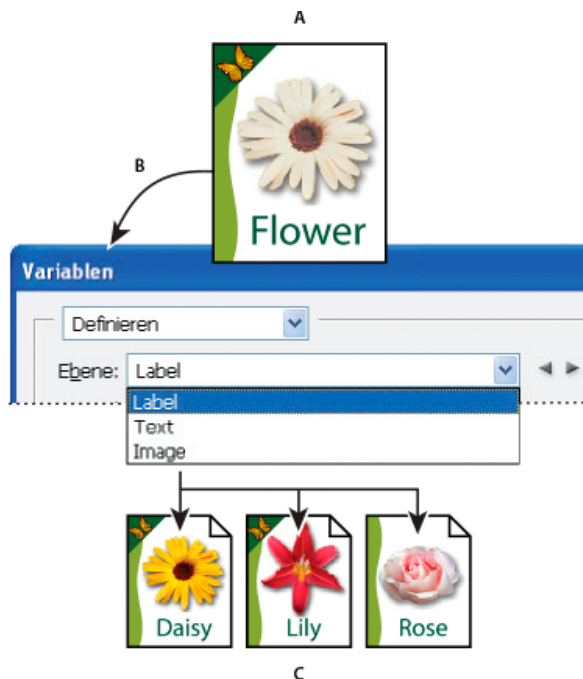 A
B
Flower
Variablen
Definieren
Ebene: Label
Label
Text
Image
Daisy
Lily
Rose
C